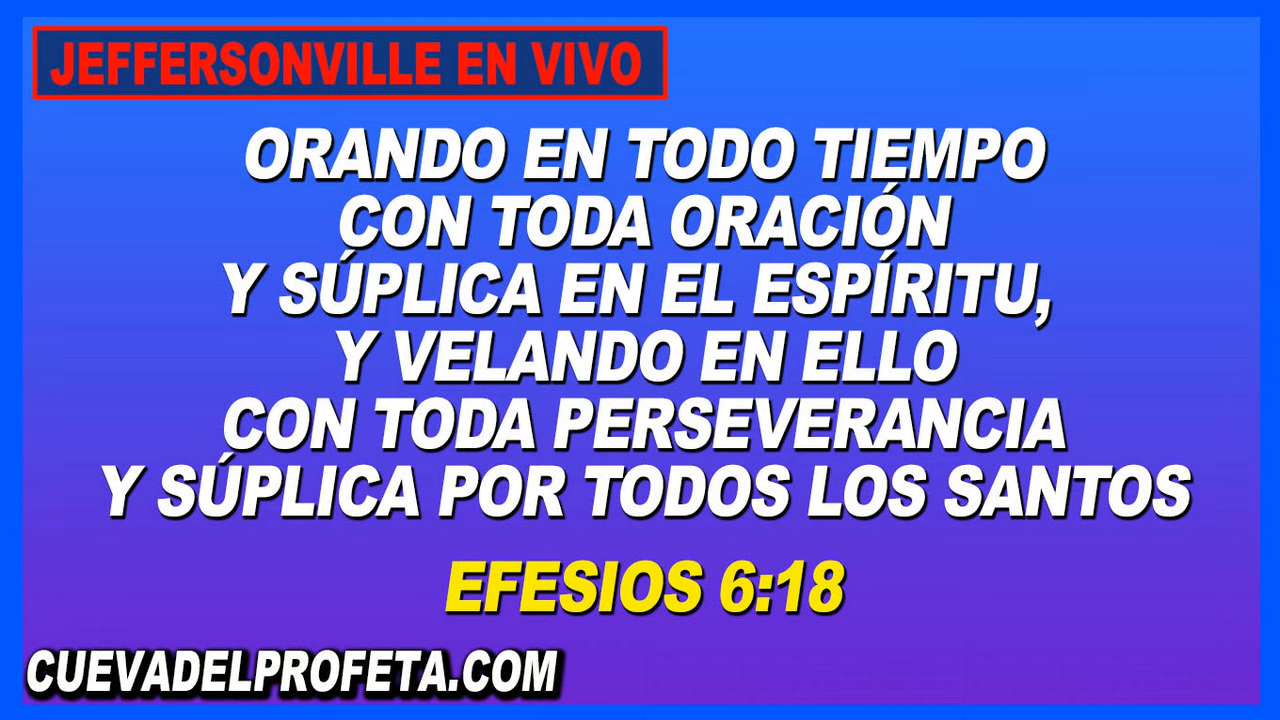 JEFFERSONVILLE EN VIVO
ORANDO EN TODO TIEMPO
CON TODA ORACIÓN
Y SÚPLICA EN EL ESPÍRITU,
Y VELANDO EN ELLO
CON TODA PERSEVERANCIA
Y SÚPLICA POR TODOS LOS SANTOS
EFESIOS 6:18
CUEVADELPROFETA.COM